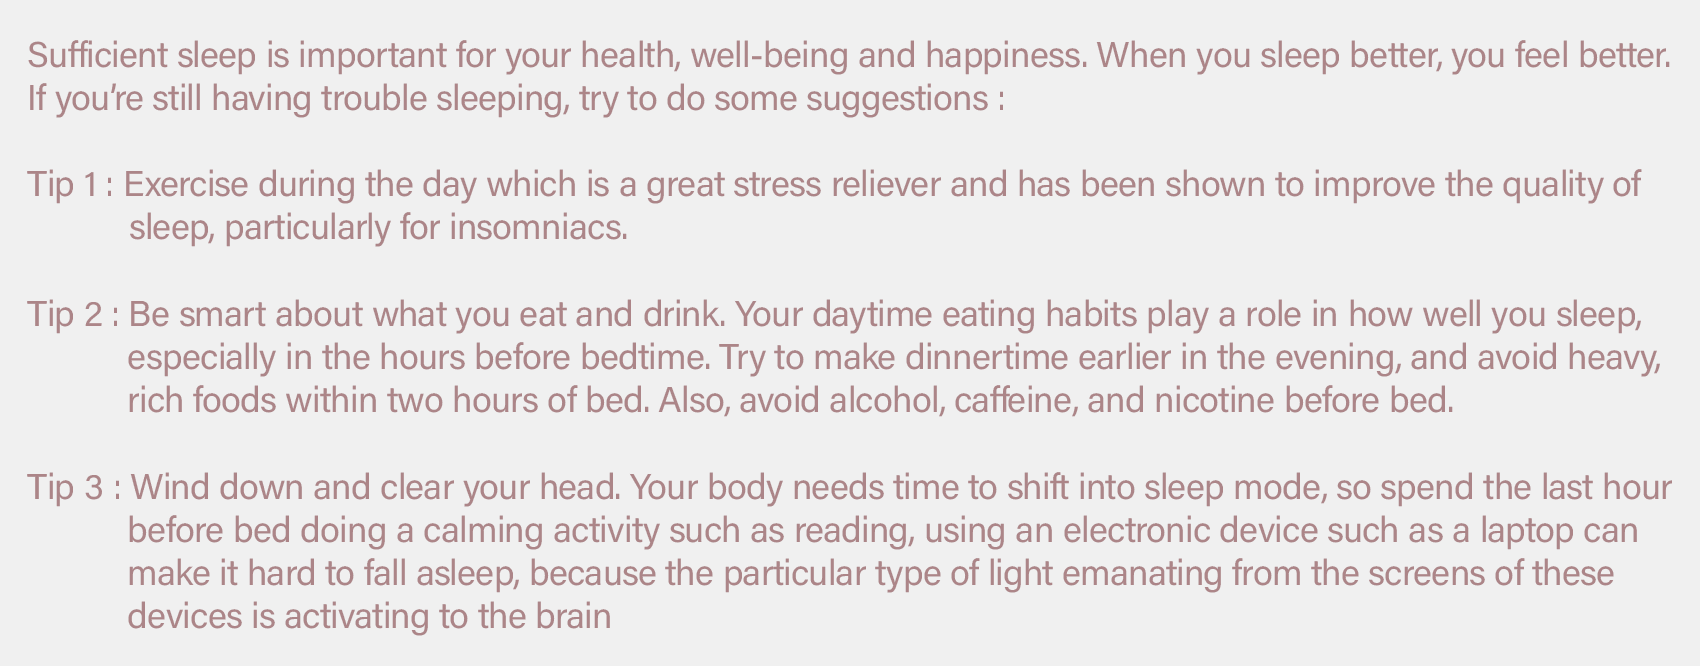 Sufficient sleep is important for your health, well-being and happiness. When you sleep better, you feel better.
If you're still having trouble sleeping, try to do some suggestions :
Tip 1 : Exercise during the day which is a great stress reliever and has been shown to improve the quality of
sleep, particularly for insomniacs.
Tip 2 : Be smart about what you eat and drink. Your daytime eating habits play a role in how well you sleep,
especially in the hours before bedtime. Try to make dinnertime earlier in the evening, and avoid heavy,
rich foods within two hours of bed. Also, avoid alcohol, caffeine, and nicotine before bed.
Tip 3 : Wind down and clear your head. Your body needs time to shift into sleep mode, so spend the last hour
before bed doing a calming activity such as reading, using an electronic device such as a laptop can
make it hard to fall asleep, because the particular type of light emanating from the screens of these
devices is activating to the brain